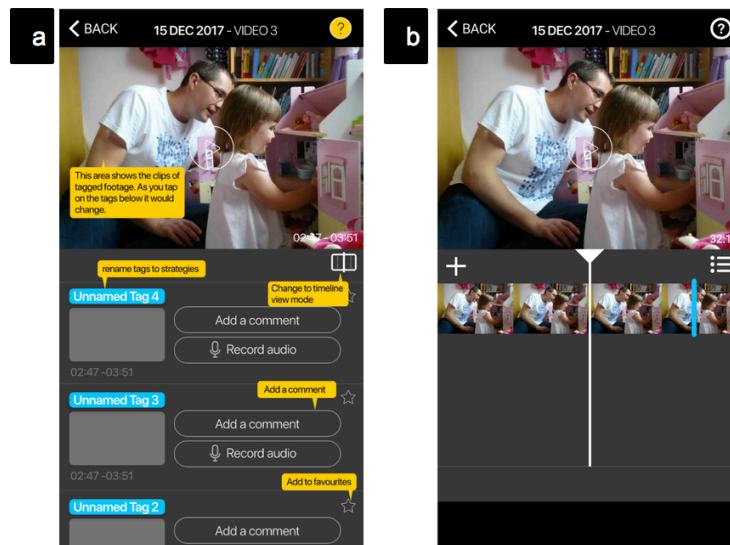 a
BACK
15 DEC 2017 - VIDEO 3
?
This area shows the clips of
tagged footage. As you tap
on the tags below it would
change.
02:47 - 03:51
rename tags to strategies
Change to timeline
view mode
Unnamed Tag 4
Add a comment
Record audio
02:47 -03:51
Add a comment
Unnamed Tag 3
Add a comment
Record audio
02:47 -03:51
Add to favourites
Unnamed Tag 2
Add a comment
b
BACK
15 DEC 2017 - VIDEO 3
?